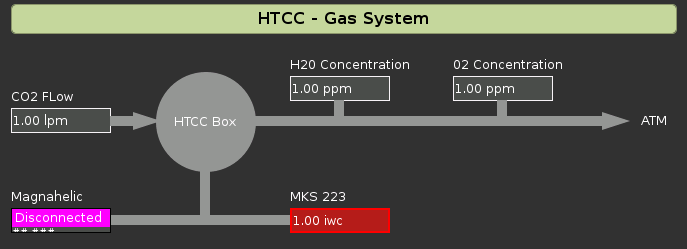 HTCC - Gas System
H20 Concentration
02 Concentration
1.00 ppm
1.00 ppm
CO2 FLow
1.00 lpm
HTCC Box
ATM
Magnahelic
Disconnected
MKS 223
1.00 iwc